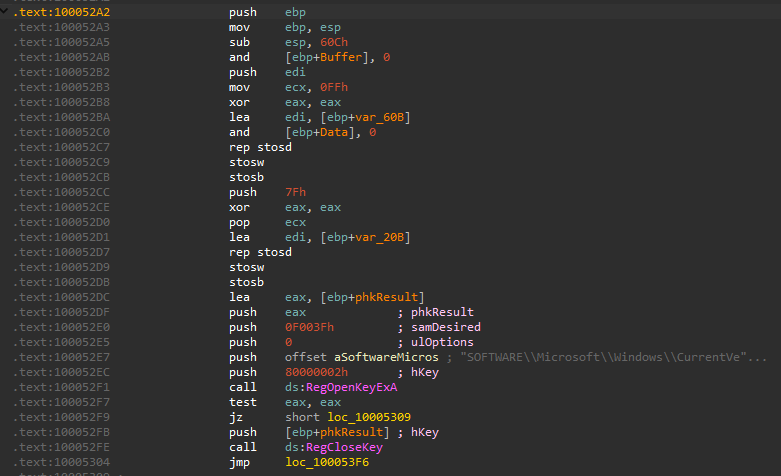 .text:100052A2 push ebp
.text:100052A3 mov ebp, esp
.text:100052A5 sub esp, 60Ch
.text:100052AB and [ebp+Buffer], 0
.text:100052B2 push edi
.text:100052B3 mov ecx, 0FFh
.text:100052B8 xor eax, eax
.text:100052BA lea edi, [ebp+var_60B]
.text:100052C0 and [ebp+Data], 0
.text:100052C7 rep stosd
.text:100052C9 stosw
.text:100052CB stosb
.text:100052CC push 7Fh
.text:100052CE xor eax, eax
.text:100052D0 pop ecx
.text:100052D1 lea edi, [ebp+var_20B]
.text:100052D7 rep stosd
.text:100052D9 stosw
.text:100052DB stosb
.text:100052DC lea eax, [ebp+phkResult]
.text:100052DF push eax ; phkResult
.text:100052E0 push 0F003Fh ; samDesired
.text:100052E5 push 0 ; ulOptions
.text:100052E7 push offset aSoftwareMicros ; "SOFTWARE\\Microsoft\\Windows\\CurrentVe"...
.text:100052EC push 80000002h ; hKey
.text:100052F1 call ds:RegOpenKeyExA
.text:100052F7 test eax, eax
.text:100052F9 jz short loc_10005309
.text:100052FB push [ebp+phkResult] ; hKey
.text:100052FE call ds:RegCloseKey
.text:10005304 jmp loc_100053F6